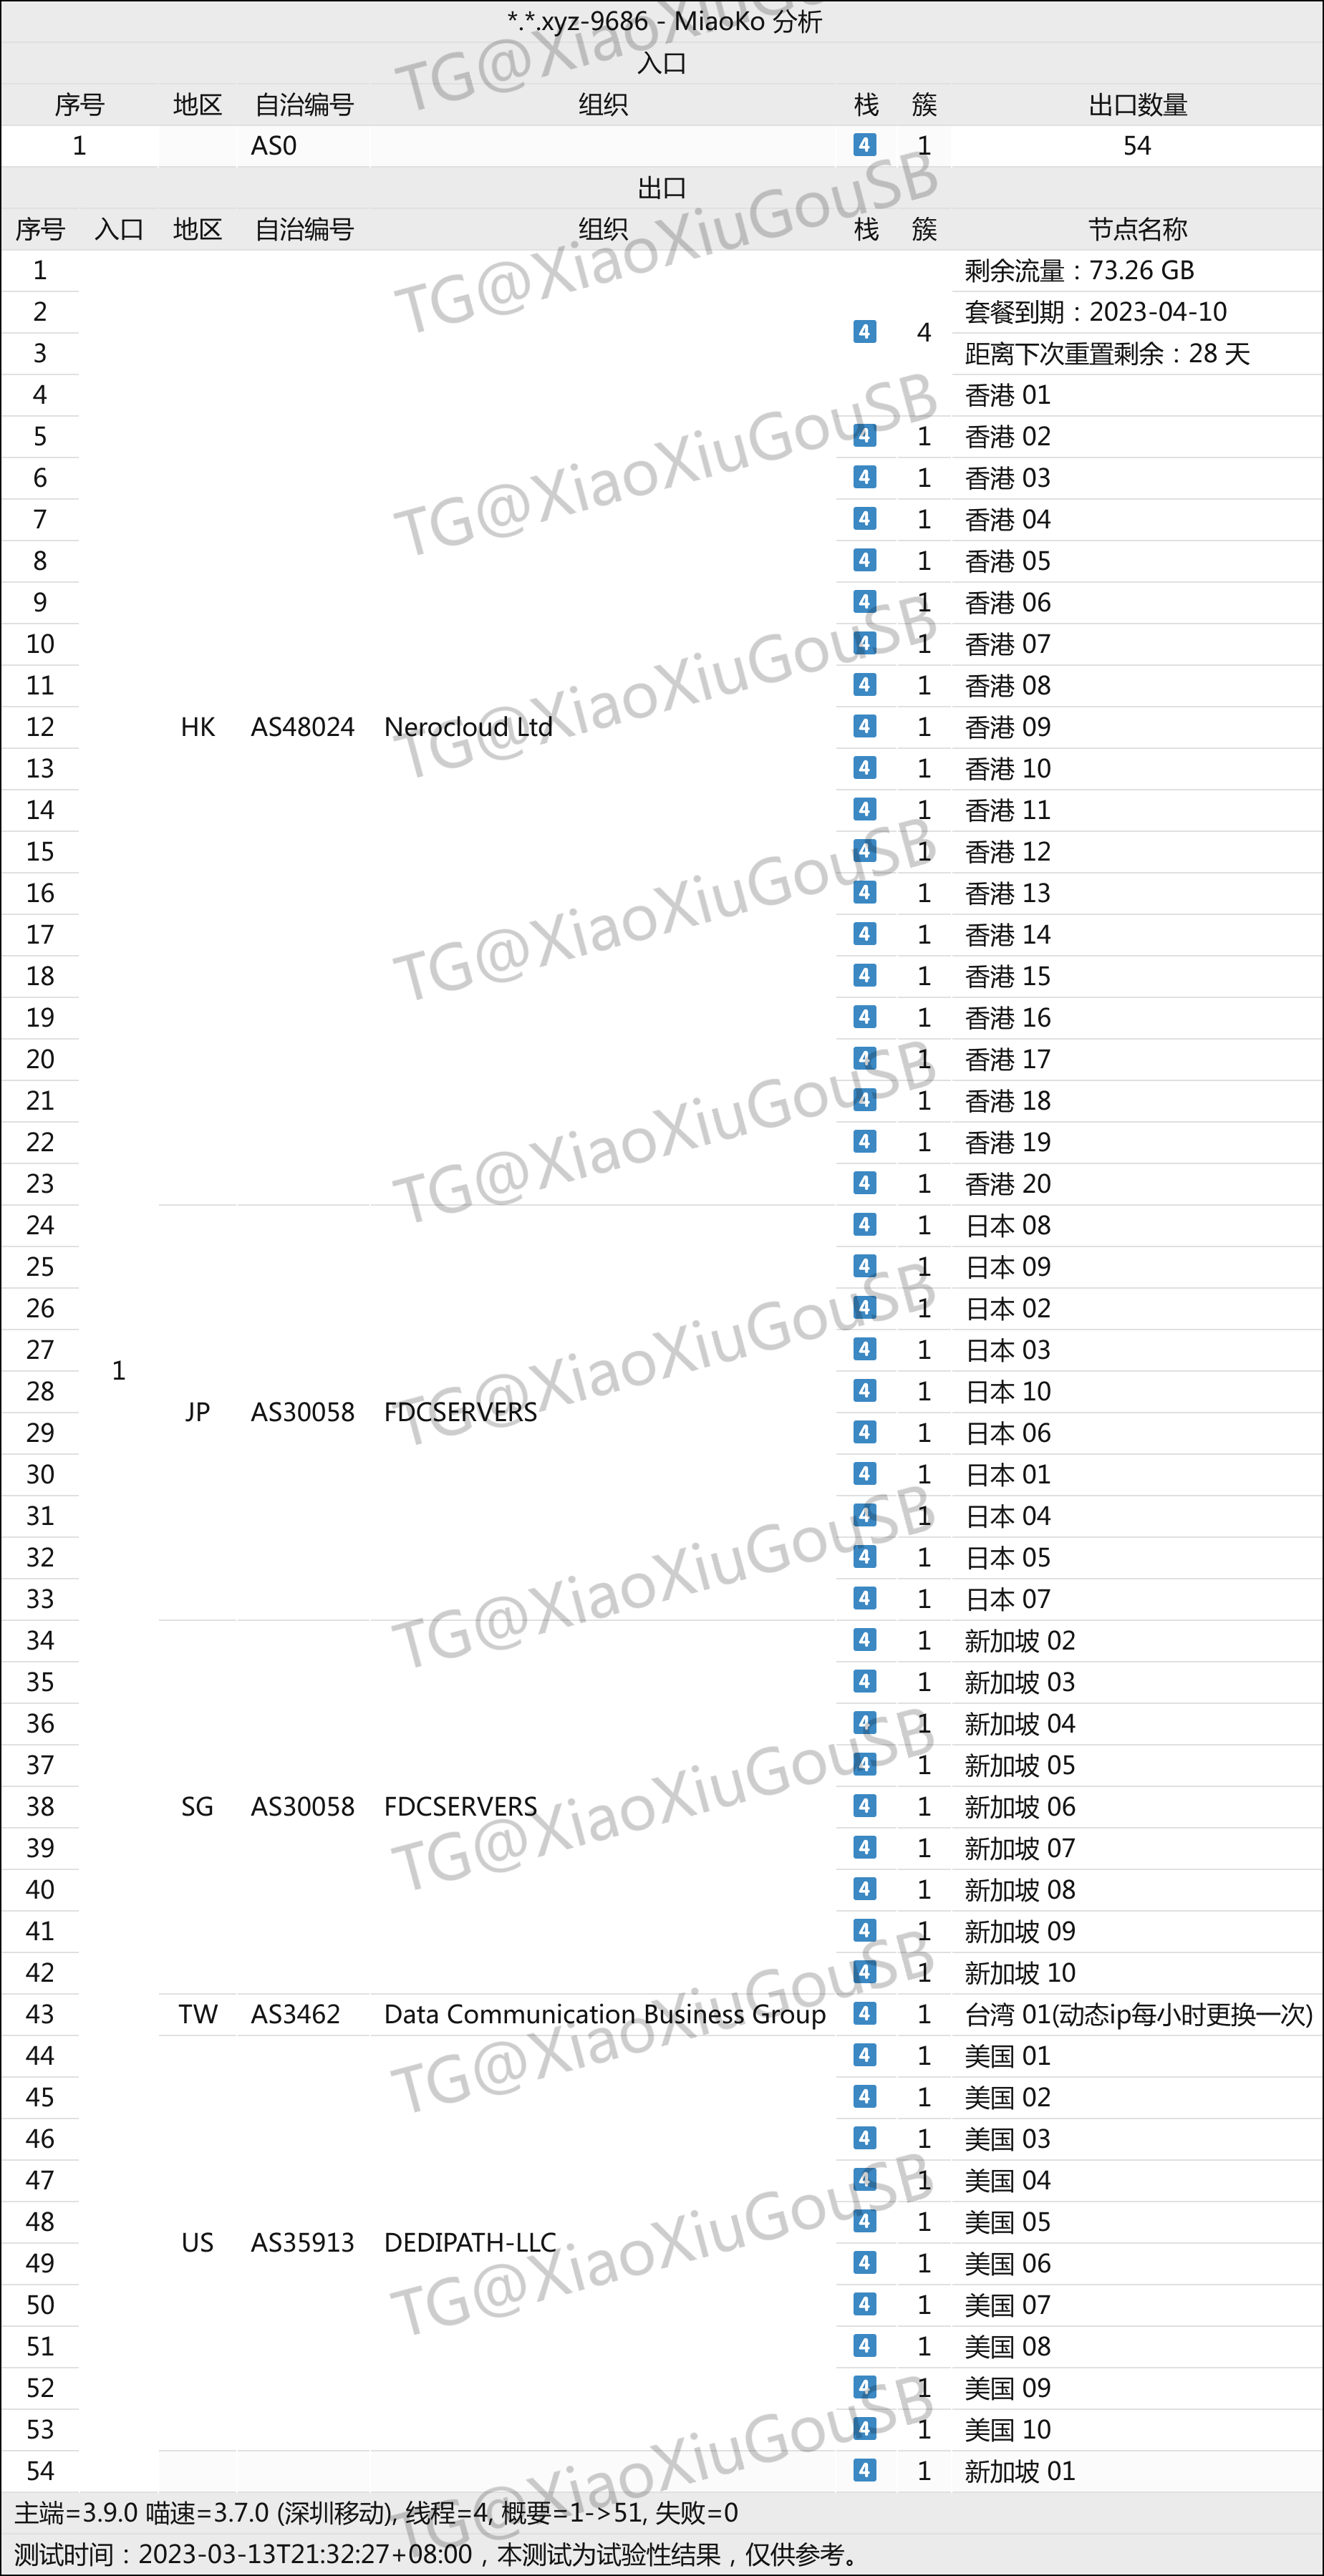 *.*.xyz-9686 - MiaoKo 分析
入口
序号 地区 自治编号 组织 栈 簇 出口数量
1 AS0 4 1 54
出口
序号 入口 地区 自治编号 组织 栈 簇 节点名称
1 剩余流量：73.26 GB
2 套餐到期：2023-04-10
4 4
3 距离下次重置剩余：28 天
4 香港 01
5 4 1 香港 02
6 4 1 香港 03
7 4 1 香港 04
8 4 1 香港 05
9 4 1 香港 06
10 4 1 香港 07
11 4 1 香港 08
12 HK AS48024 Nerocloud Ltd 4 1 香港 09
13 4 1 香港 10
14 4 1 香港 11
15 4 1 香港 12
16 4 1 香港 13
17 4 1 香港 14
18 4 1 香港 15
19 4 1 香港 16
20 4 1 香港 17
21 4 1 香港 18
22 4 1 香港 19
23 4 1 香港 20
24 4 1 日本 08
25 4 1 日本 09
26 4 1 日本 02
27 4 1 日本 03
1
28 4 1 日本 10
JP AS30058 FDCSERVERS
29 4 1 日本 06
30 4 1 日本 01
31 4 1 日本 04
32 4 1 日本 05
33 4 1 日本 07
34 4 1 新加坡 02
35 4 1 新加坡 03
36 4 1 新加坡 04
37 4 1 新加坡 05
38 SG AS30058 FDCSERVERS 4 1 新加坡 06
39 4 1 新加坡 07
40 4 1 新加坡 08
41 4 1 新加坡 09
42 4 1 新加坡 10
43 TW AS3462 Data Communication Business Group 4 1 台湾 01(动态ip每小时更换一次)
44 4 1 美国 01
45 4 1 美国 02
46 4 1 美国 03
47 4 1 美国 04
48 4 1 美国 05
US AS35913 DEDIPATH-LLC
49 4 1 美国 06
50 4 1 美国 07
51 4 1 美国 08
52 4 1 美国 09
53 4 1 美国 10
54 4 1 新加坡 01
主端=3.9.0 喵速=3.7.0 (深圳移动), 线程=4, 概要=1->51, 失败=0
测试时间：2023-03-13T21:32:27+08:00，本测试为试验性结果，仅供参考。
TG@XiaoXiuGouSB
TG@XiaoXiuGouSB
TG@XiaoXiuGouSB
TG@XiaoXiuGouSB
TG@XiaoXiuGouSB
TG@XiaoXiuGouSB
TG@XiaoXiuGouSB
TG@XiaoXiuGouSB
TG@XiaoXiuGouSB
TG@XiaoXiuGouSB
TG@XiaoXiuGouSB
TG@XiaoXiuGouSB